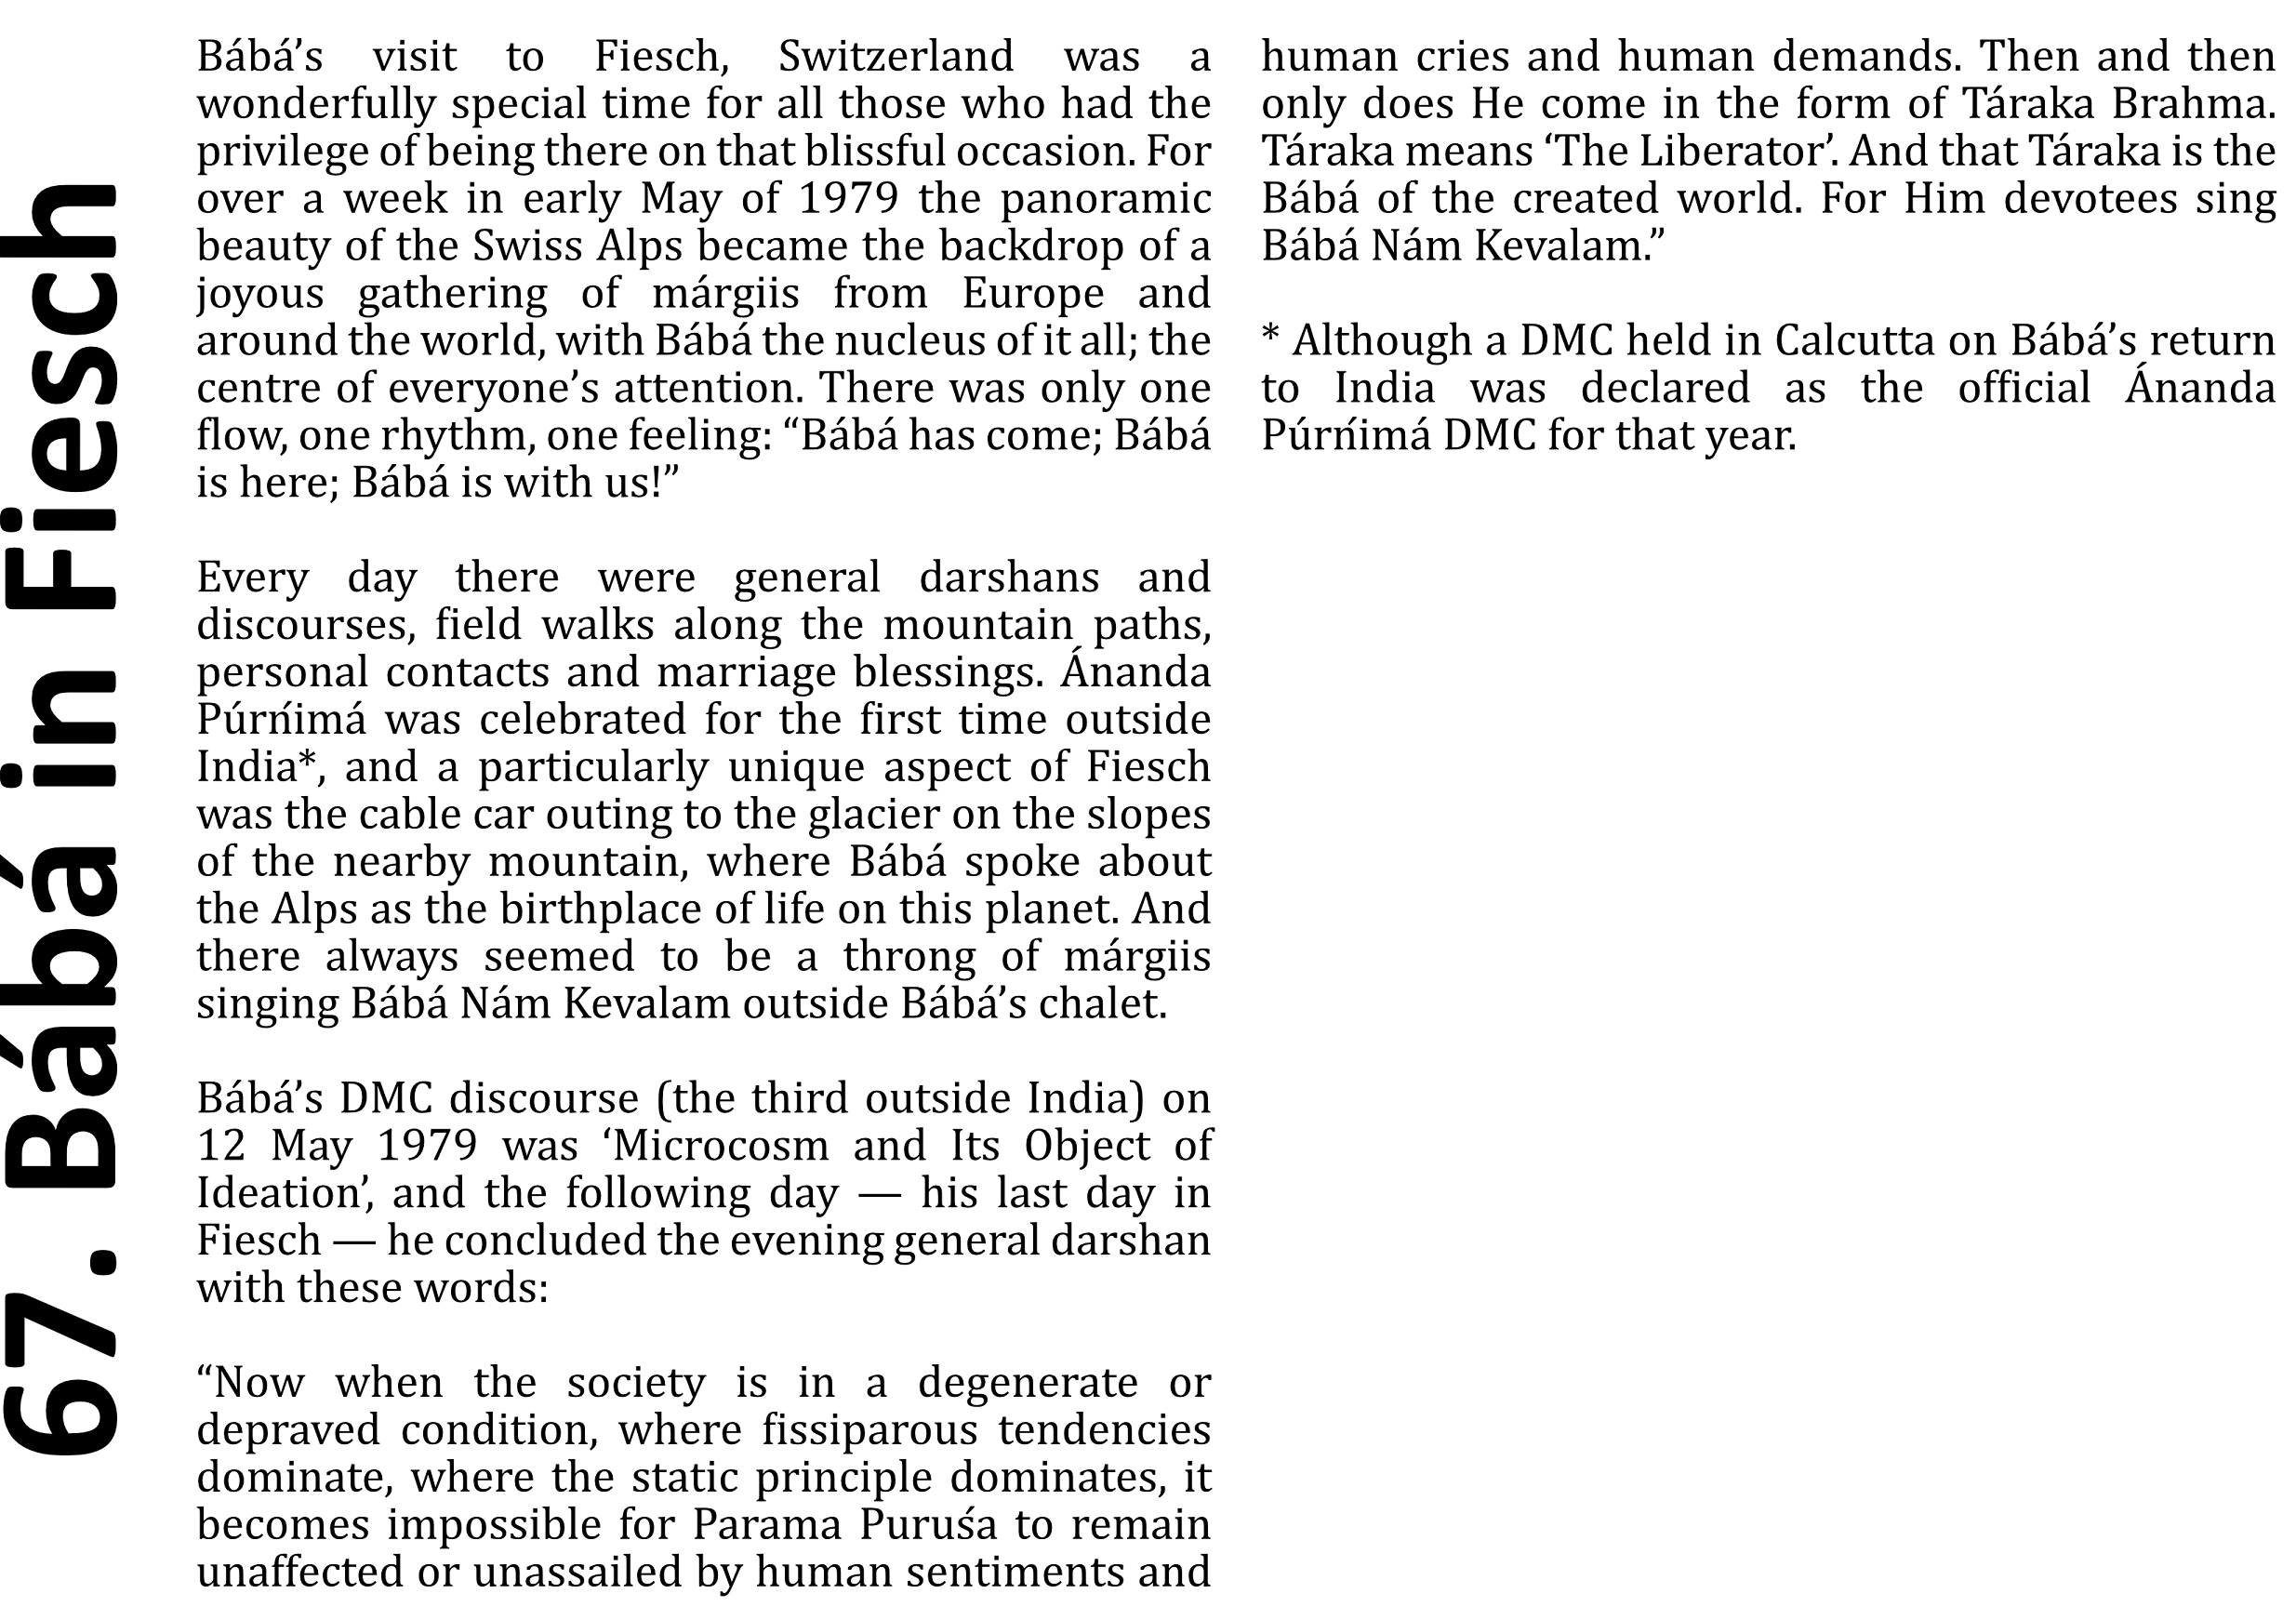 67. Bábá in Fiesch
Bábá’s visit to Fiesch, Switzerland was a
wonderfully special time for all those who had the
privilege of being there on that blissful occasion. For
over a week in early May of 1979 the panoramic
beauty of the Swiss Alps became the backdrop of a
joyous gathering of márgiis from Europe and
around the world, with Bábá the nucleus of it all; the
centre of everyone’s attention. There was only one
flow, one rhythm, one feeling: “Bábá has come; Bábá
is here; Bábá is with us!”
Every day there were general darshans and
discourses, field walks along the mountain paths,
personal contacts and marriage blessings. Ánanda
Púrńimá was celebrated for the first time outside
India*, and a particularly unique aspect of Fiesch
was the cable car outing to the glacier on the slopes
of the nearby mountain, where Bábá spoke about
the Alps as the birthplace of life on this planet. And
there always seemed to be a throng of márgiis
singing Bábá Nám Kevalam outside Bábá’s chalet.
Bábá’s DMC discourse (the third outside India) on
12 May 1979 was ‘Microcosm and Its Object of
Ideation’, and the following day — his last day in
Fiesch — he concluded the evening general darshan
with these words:
“Now when the society is in a degenerate or
depraved condition, where fissiparous tendencies
dominate, where the static principle dominates, it
becomes impossible for Parama Puruśa to remain
unaffected or unassailed by human sentiments and
human cries and human demands. Then and then
only does He come in the form of Táraka Brahma.
Táraka means ‘The Liberator’. And that Táraka is the
Bábá of the created world. For Him devotees sing
Bábá Nám Kevalam.”
* Although a DMC held in Calcutta on Bábá’s return
to India was declared as the official Ánanda
Púrńimá DMC for that year.